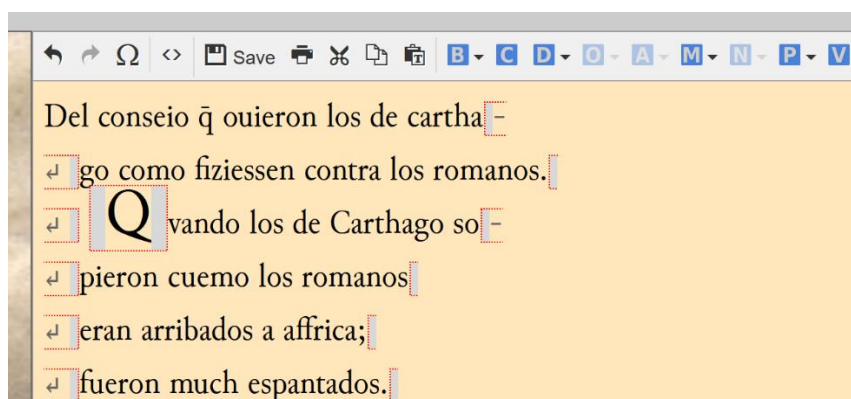 Ω <> Save B C D O A M N P V
Del conseio q̄ ouieron los de cartha-
↵ go como fiziessen contra los romanos.
↵ Qvando los de Carthago so-
↵ pieron cuemo los romanos
↵ eran arribados a affrica;
↵ fueron much espantados.